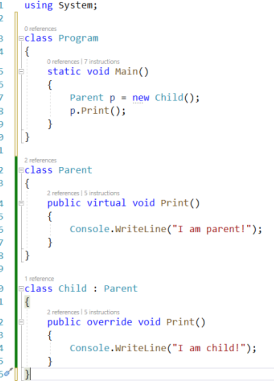 using System;
0 references
class Program
{
0 references | 7 instructions
static void Main()
{
Parent p = new Child();
p.Print();
}
}
2 references
class Parent
{
2 references | 5 instructions
public virtual void Print()
{
Console.WriteLine("I am parent!");
}
}
1 reference
class Child : Parent
{
2 references | 5 instructions
public override void Print()
{
Console.WriteLine("I am child!");
}
}